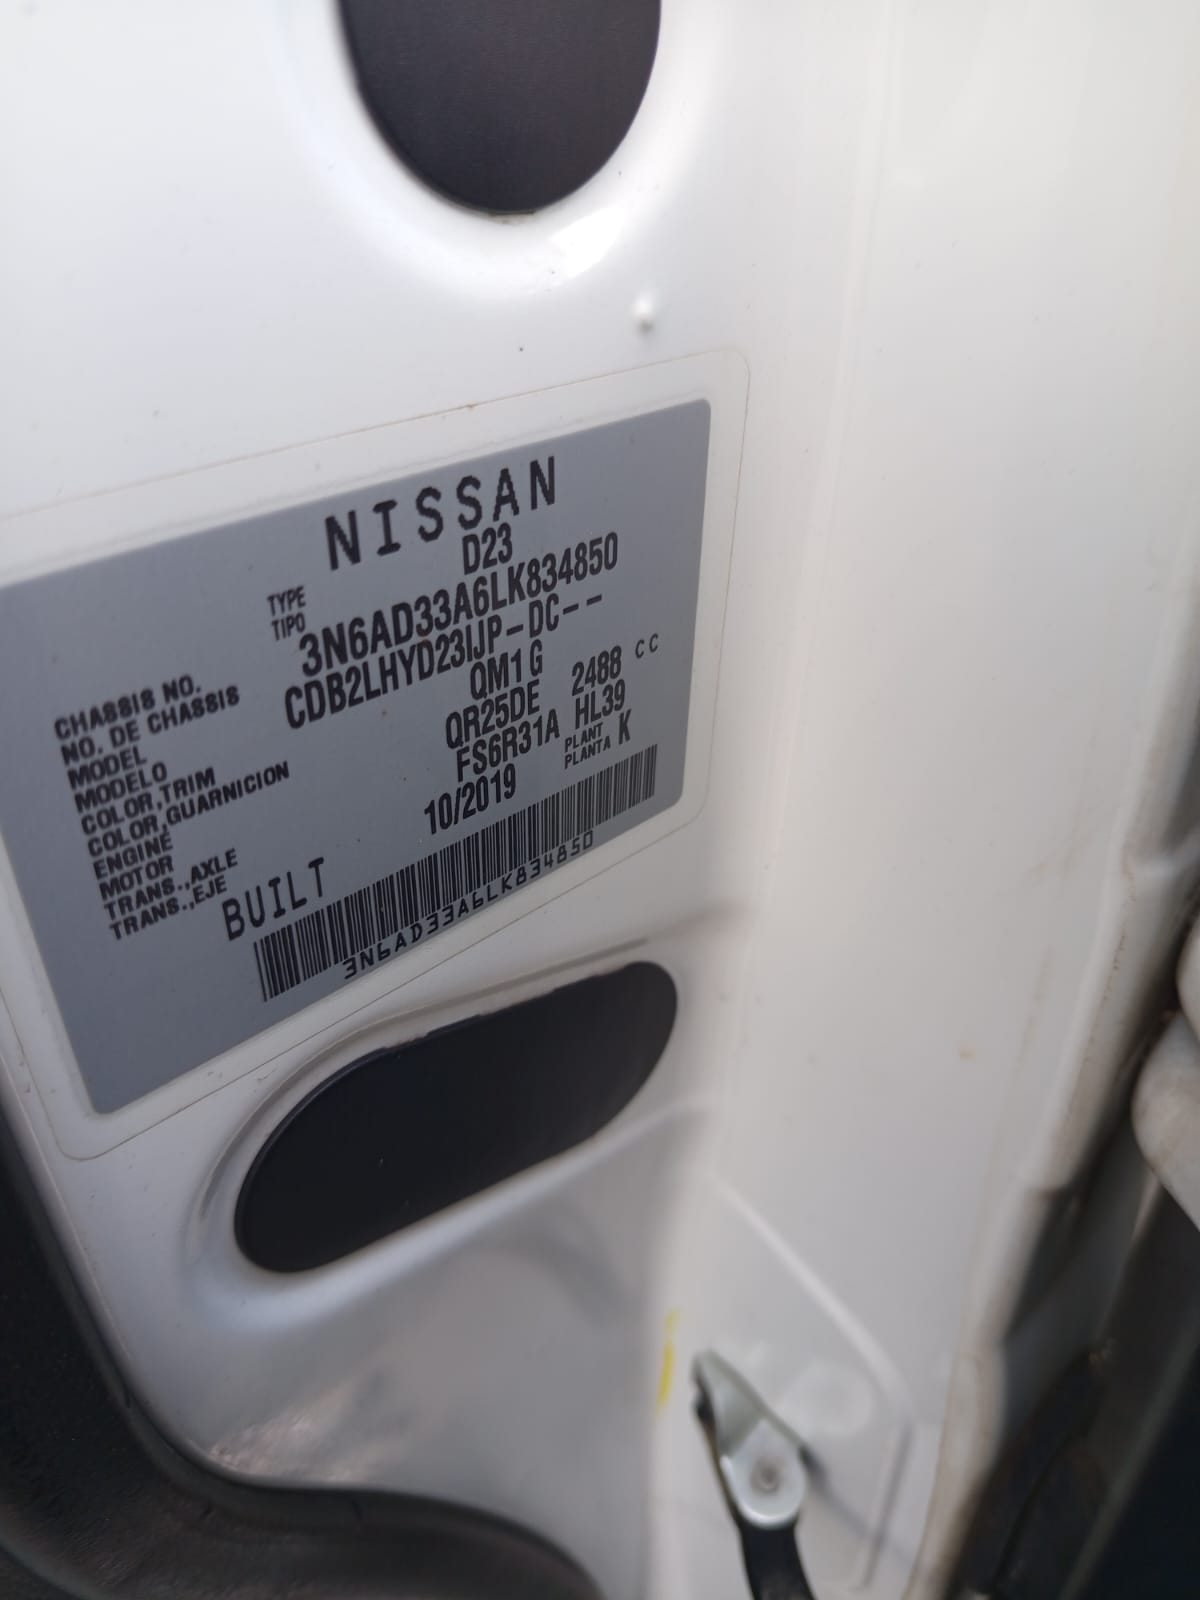 NISSAN
TYPE
TIPO D23
CHASSIS NO.
NO. DE CHASSIS 3N6AD33A6LK834850
MODEL
MODELO CDB2LHYD23IJP-DC--
COLOR,TRIM
COLOR,GUARNICION QM1 G
ENGINE
MOTOR QR25DE 2488 CC
TRANS.,AXLE
TRANS.,EJE FS6R31A HL39
PLANT
PLANTA K
BUILT 10/2019
3N6AD33A6LK834850